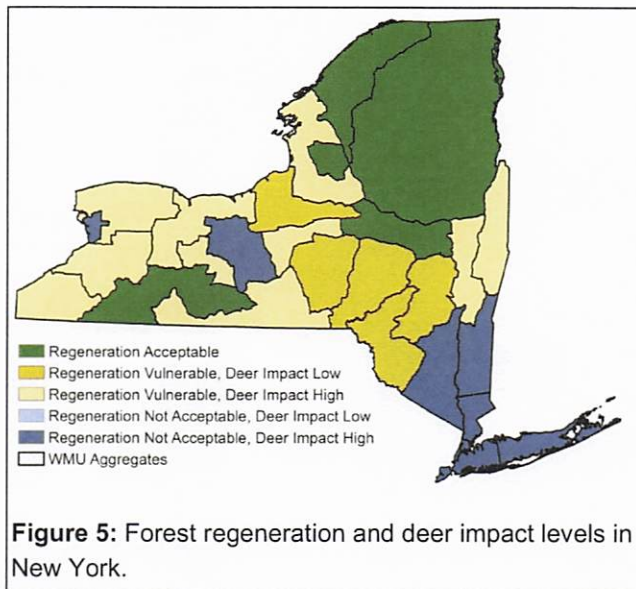 Regeneration Acceptable
Regeneration Vulnerable, Deer Impact Low
Regeneration Vulnerable, Deer Impact High
Regeneration Not Acceptable, Deer Impact Low
Regeneration Not Acceptable, Deer Impact High
WMU Aggregates
Figure 5: Forest regeneration and deer impact levels in
New York.